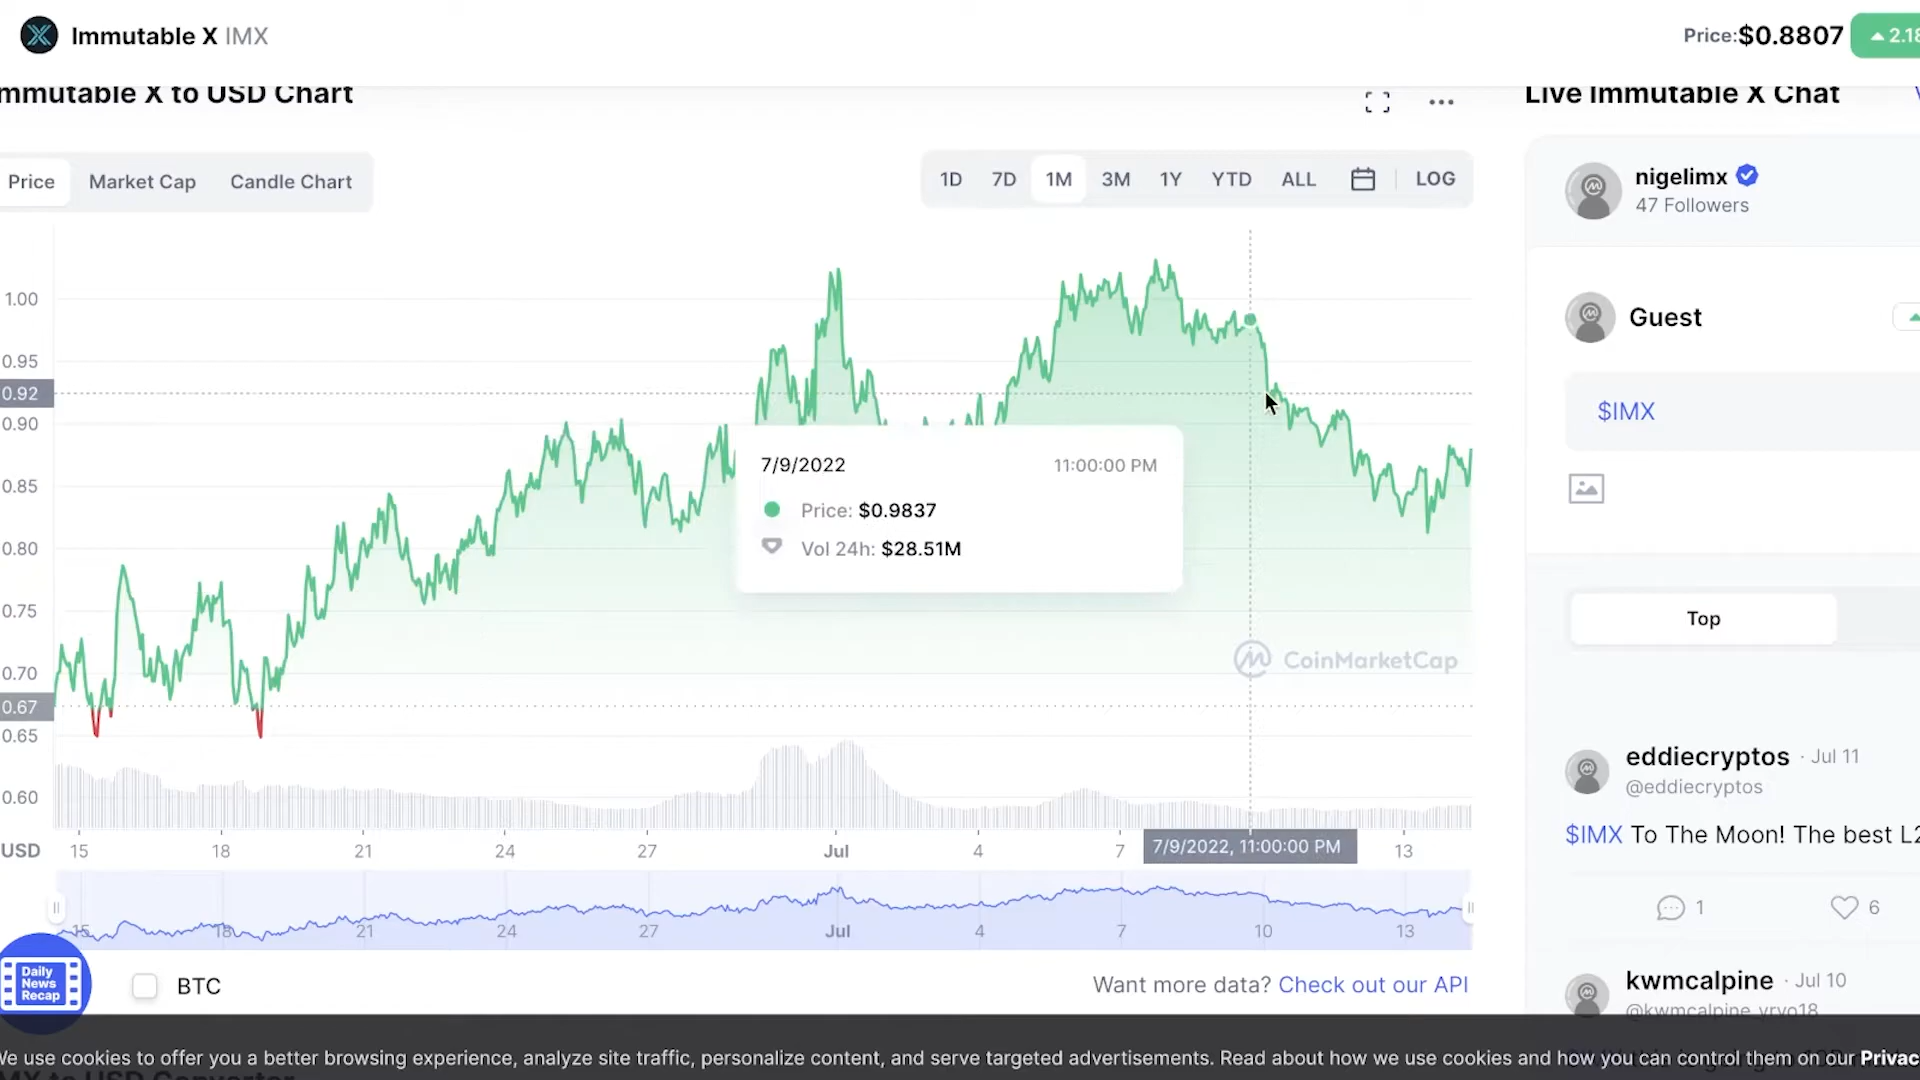 Immutable X IMX
Price:$0.8807
2.18
mmutable X to USD Chart
Live Immutable X Chat
Price
Market Cap
Candle Chart
1D
7D
1M
3M
1Y
YTD
ALL
LOG
nigelimx
47 Followers
Guest
$IMX
1.00
0.95
0.92
0.90
0.85
0.80
0.75
0.70
0.67
0.65
0.60
7/9/2022
11:00:00 PM
Price: $0.9837
Vol 24h: $28.51M
CoinMarketCap
Top
eddiecryptos · Jul 11
@eddiecryptos
$IMX To The Moon! The best L2
1
6
USD
15
18
21
24
27
Jul
4
7
7/9/2022, 11:00:00 PM
13
15
18
21
24
27
Jul
4
7
10
13
Daily
News
Recap
BTC
Want more data? Check out our API
kwmcalpine · Jul 10
@kwmcalpine_yrvo18
We use cookies to offer you a better browsing experience, analyze site traffic, personalize content, and serve targeted advertisements. Read about how we use cookies and how you can control them on our Privac
to USD Converter